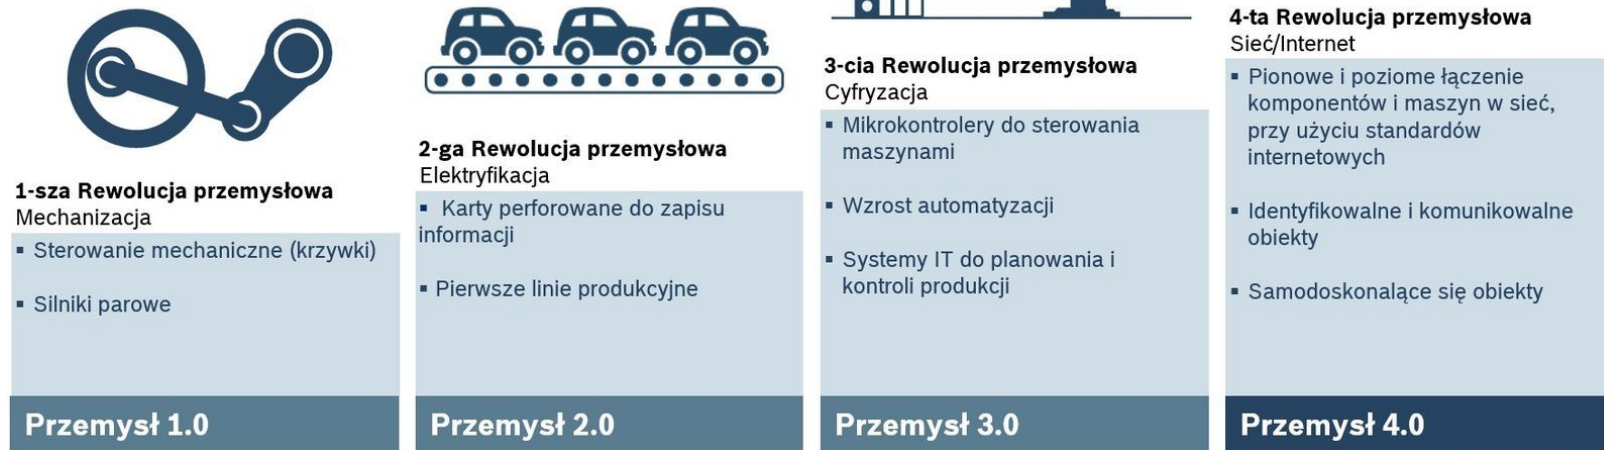 1-sza Rewolucja przemysłowa
Mechanizacja
▪ Sterowanie mechaniczne (krzywki)
▪ Silniki parowe
Przemysł 1.0
2-ga Rewolucja przemysłowa
Elektryfikacja
▪ Karty perforowane do zapisu
informacji
▪ Pierwsze linie produkcyjne
Przemysł 2.0
3-cia Rewolucja przemysłowa
Cyfryzacja
▪ Mikrokontrolery do sterowania
maszynami
▪ Wzrost automatyzacji
▪ Systemy IT do planowania i
kontroli produkcji
Przemysł 3.0
4-ta Rewolucja przemysłowa
Sieć/Internet
▪ Pionowe i poziome łączenie
komponentów i maszyn w sieć,
przy użyciu standardów
internetowych
▪ Identyfikowalne i komunikowalne
obiekty
▪ Samodoskonalące się obiekty
Przemysł 4.0